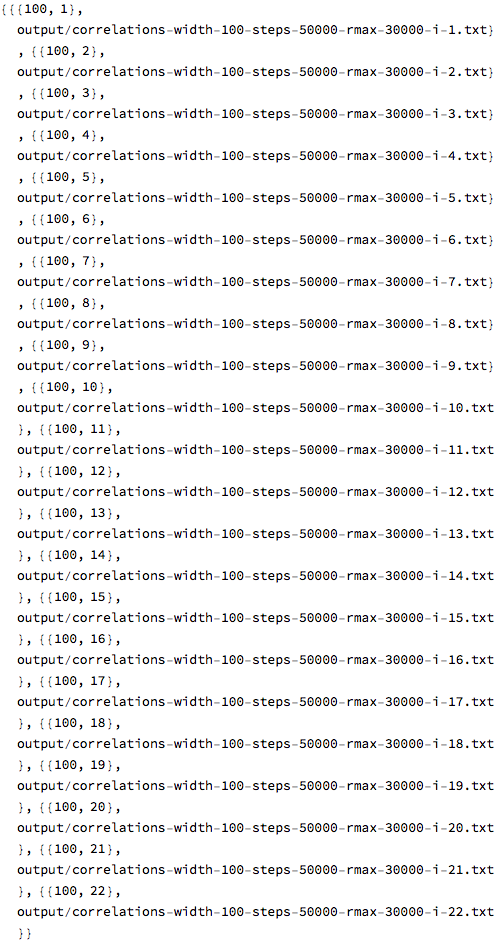 {{{100, 1},
output/correlations-width-100-steps-50000-rmax-30000-i-1.txt}
, {{100, 2},
output/correlations-width-100-steps-50000-rmax-30000-i-2.txt}
, {{100, 3},
output/correlations-width-100-steps-50000-rmax-30000-i-3.txt}
, {{100, 4},
output/correlations-width-100-steps-50000-rmax-30000-i-4.txt}
, {{100, 5},
output/correlations-width-100-steps-50000-rmax-30000-i-5.txt}
, {{100, 6},
output/correlations-width-100-steps-50000-rmax-30000-i-6.txt}
, {{100, 7},
output/correlations-width-100-steps-50000-rmax-30000-i-7.txt}
, {{100, 8},
output/correlations-width-100-steps-50000-rmax-30000-i-8.txt}
, {{100, 9},
output/correlations-width-100-steps-50000-rmax-30000-i-9.txt}
, {{100, 10},
output/correlations-width-100-steps-50000-rmax-30000-i-10.txt
}, {{100, 11},
output/correlations-width-100-steps-50000-rmax-30000-i-11.txt
}, {{100, 12},
output/correlations-width-100-steps-50000-rmax-30000-i-12.txt
}, {{100, 13},
output/correlations-width-100-steps-50000-rmax-30000-i-13.txt
}, {{100, 14},
output/correlations-width-100-steps-50000-rmax-30000-i-14.txt
}, {{100, 15},
output/correlations-width-100-steps-50000-rmax-30000-i-15.txt
}, {{100, 16},
output/correlations-width-100-steps-50000-rmax-30000-i-16.txt
}, {{100, 17},
output/correlations-width-100-steps-50000-rmax-30000-i-17.txt
}, {{100, 18},
output/correlations-width-100-steps-50000-rmax-30000-i-18.txt
}, {{100, 19},
output/correlations-width-100-steps-50000-rmax-30000-i-19.txt
}, {{100, 20},
output/correlations-width-100-steps-50000-rmax-30000-i-20.txt
}, {{100, 21},
output/correlations-width-100-steps-50000-rmax-30000-i-21.txt
}, {{100, 22},
output/correlations-width-100-steps-50000-rmax-30000-i-22.txt
}}